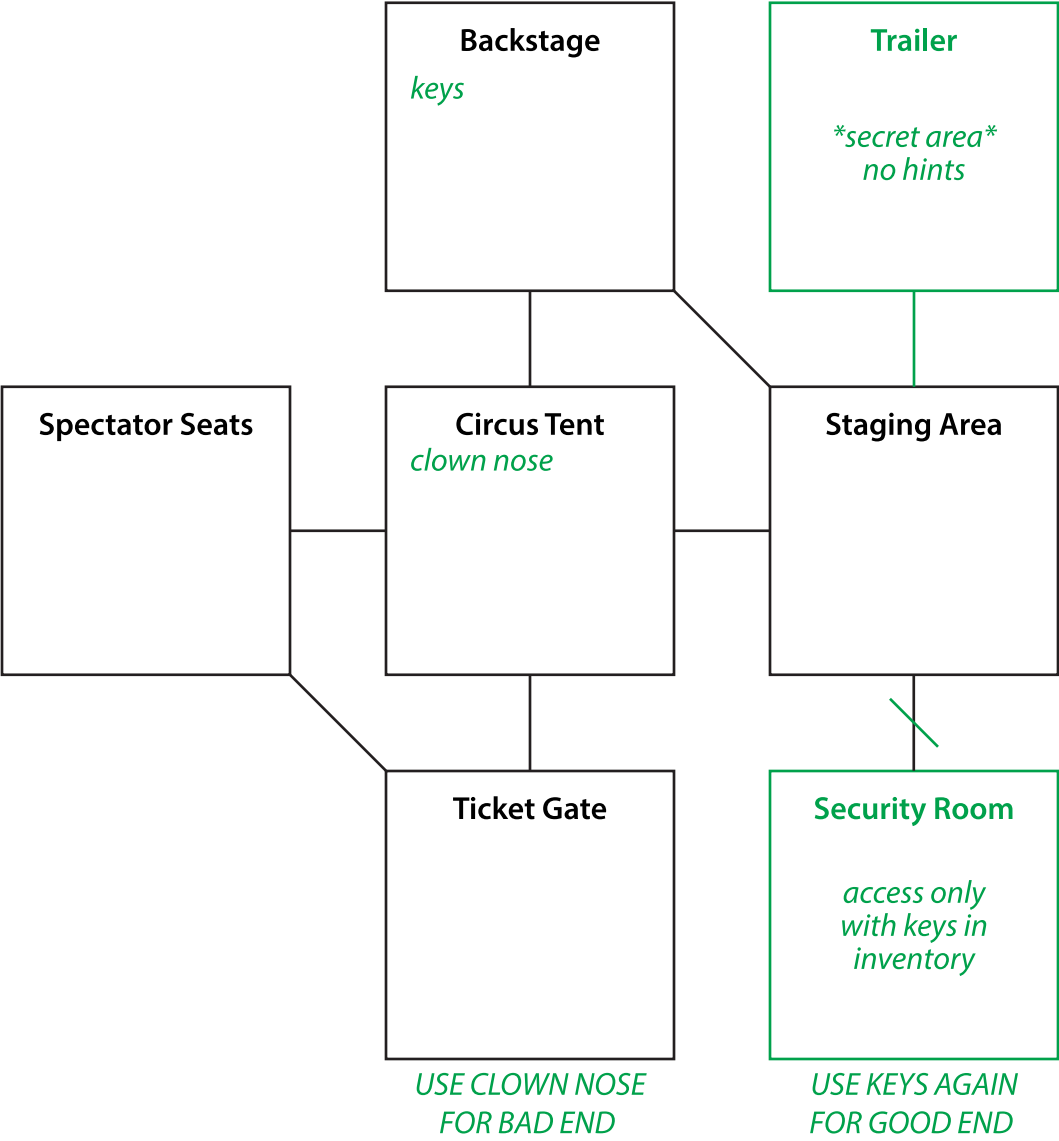 Backstage
keys
Trailer
*secret area*
no hints
Spectator Seats
Circus Tent
clown nose
Staging Area
Ticket Gate
Security Room
access only
with keys in
inventory
USE CLOWN NOSE
FOR BAD END
USE KEYS AGAIN
FOR GOOD END